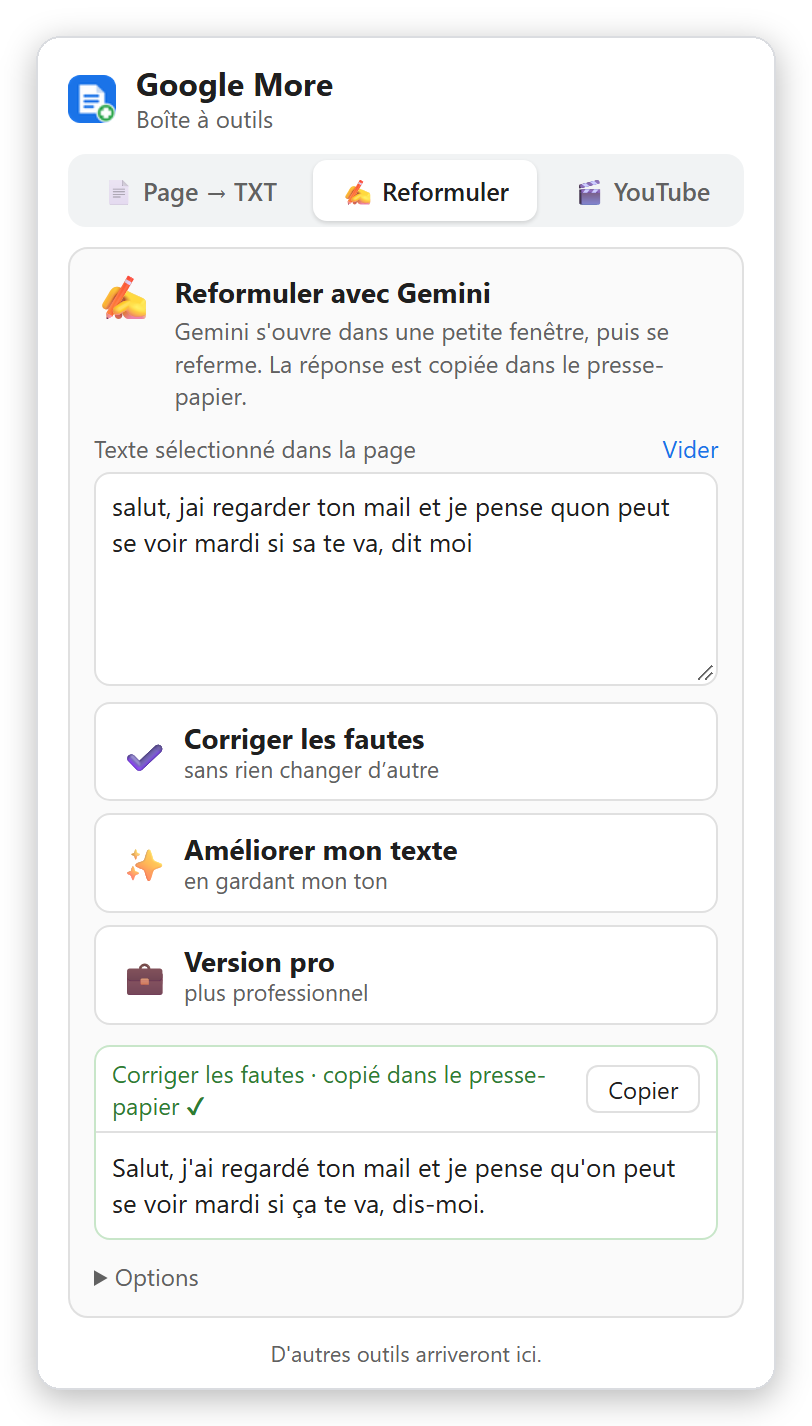 Google More
Boîte à outils
Page → TXT
Reformuler
YouTube
Reformuler avec Gemini
Gemini s'ouvre dans une petite fenêtre, puis se
referme. La réponse est copiée dans le presse-
papier.
Texte sélectionné dans la page
Vider
salut, jai regarder ton mail et je pense quon peut
se voir mardi si sa te va, dit moi
Corriger les fautes
sans rien changer d’autre
Améliorer mon texte
en gardant mon ton
Version pro
plus professionnel
Corriger les fautes · copié dans le presse-
papier ✓
Copier
Salut, j'ai regardé ton mail et je pense qu'on peut
se voir mardi si ça te va, dis-moi.
Options
D'autres outils arriveront ici.